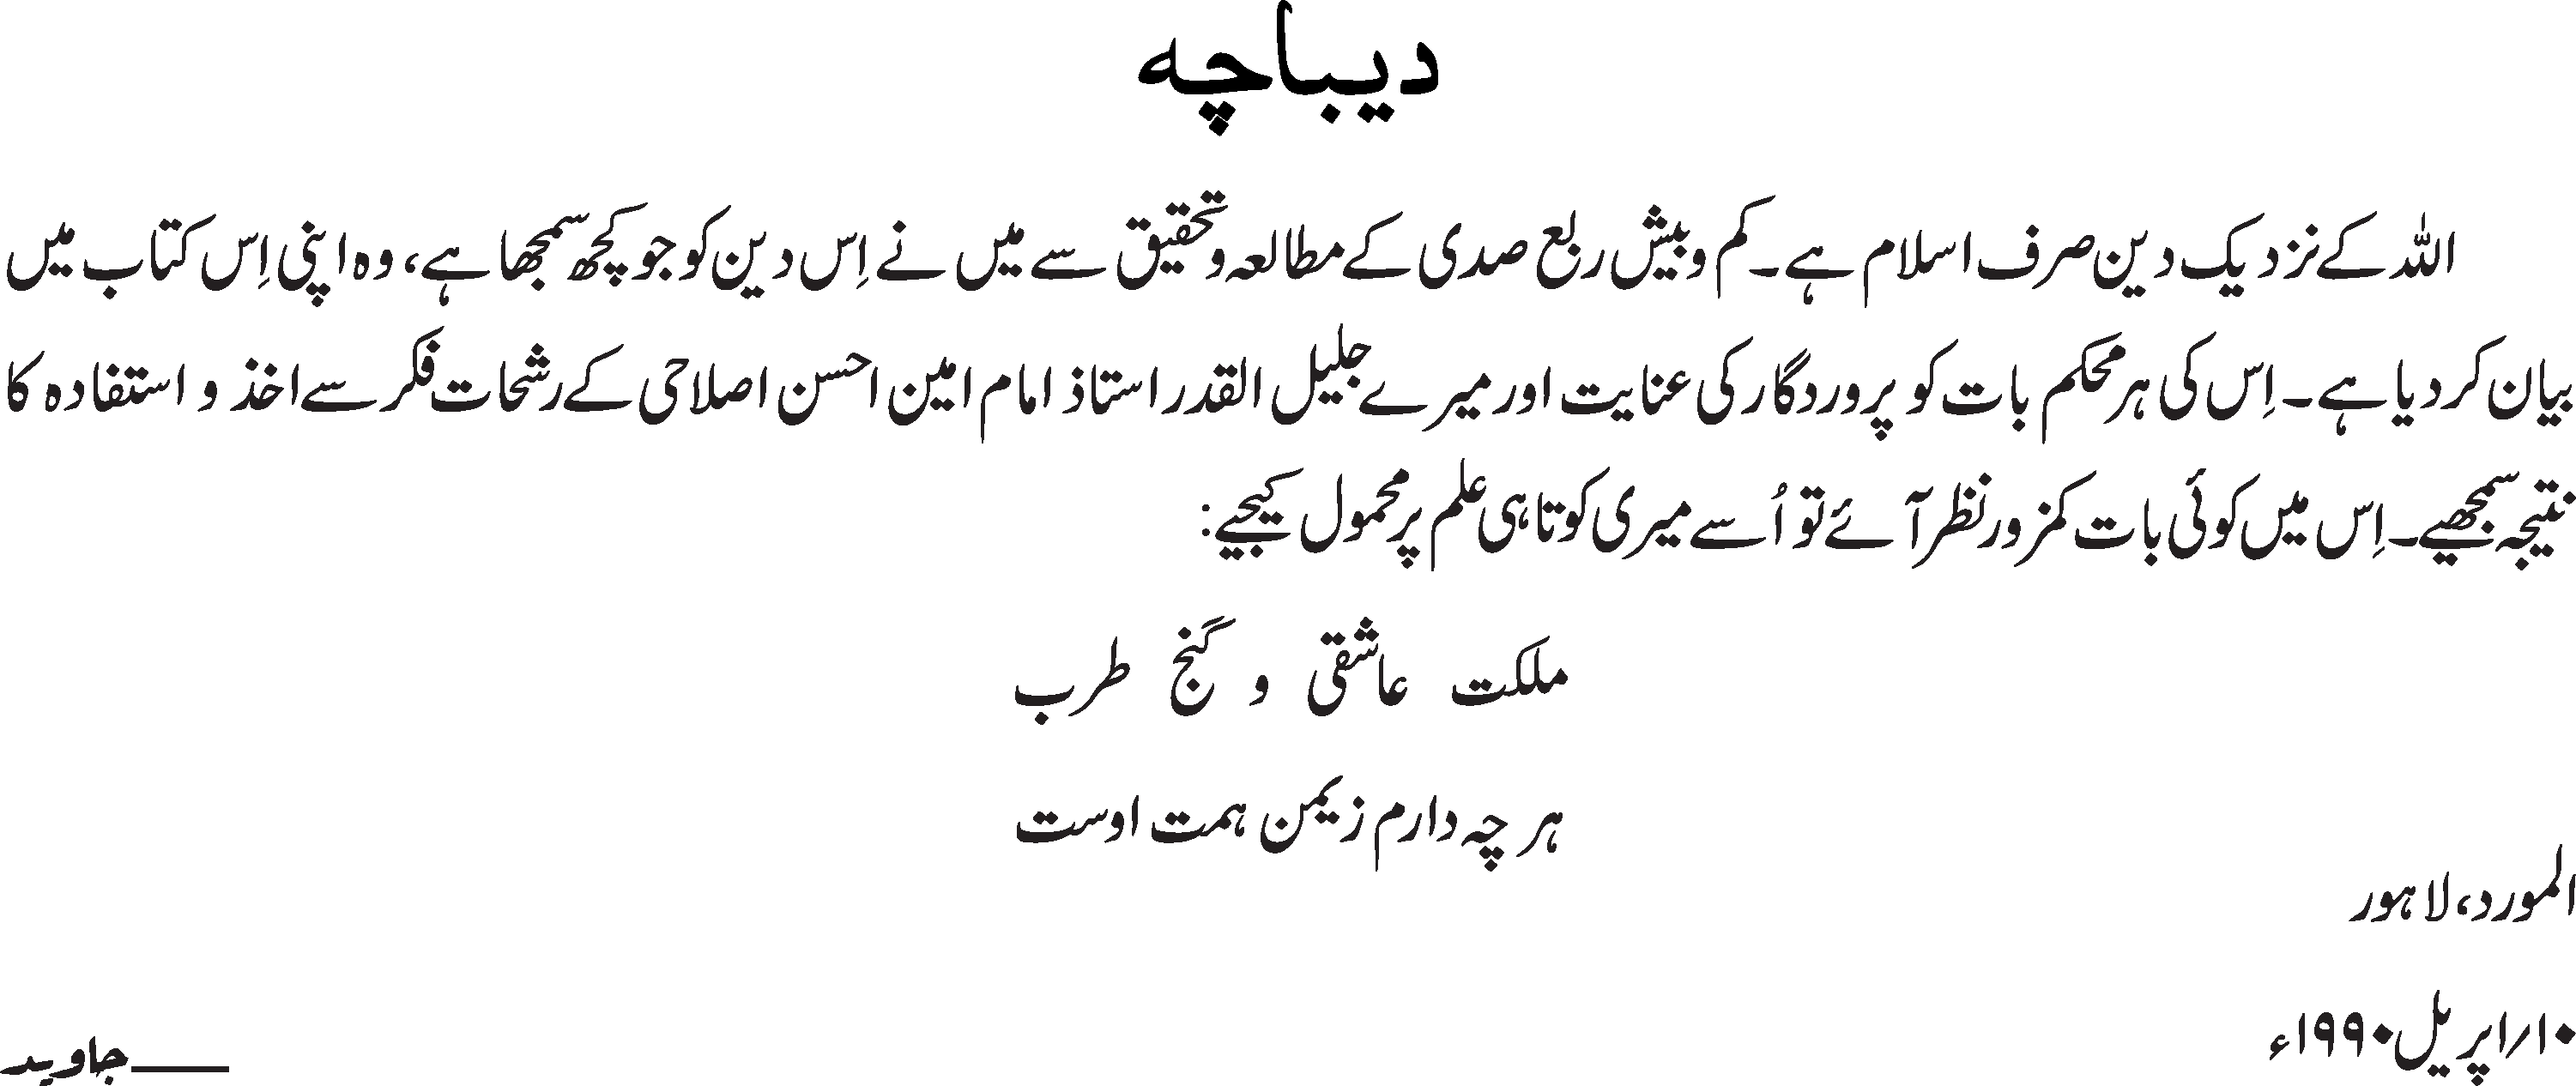 دیباچہ
اللہ کے نزدیک دین صرف اسلام ہے۔ کم و بیش ربع صدی کے مطالعہ و تحقیق سے میں نے اِس دین کو جو کچھ سمجھا ہے، وہ اپنی اِس کتاب میں
بیان کر دیا ہے۔ اِس کی ہر محکم بات کو پروردگار کی عنایت اور میرے جلیل القدر استاذ امام امین احسن اصلاحی کے رشحات فکر سے اخذ و استفادہ کا
نتیجہ سمجھیے۔ اِس میں کوئی بات کمزور نظر آئے تو اُسے میری کوتاہی علم پر محمول کیجیے:
ملکت عاشقی و گنج طرب
ہر چہ دارم زیمن ہمت اوست
المورد، لاہور
۱۰/اپریل ۱۹۹۰ء
____جاوید